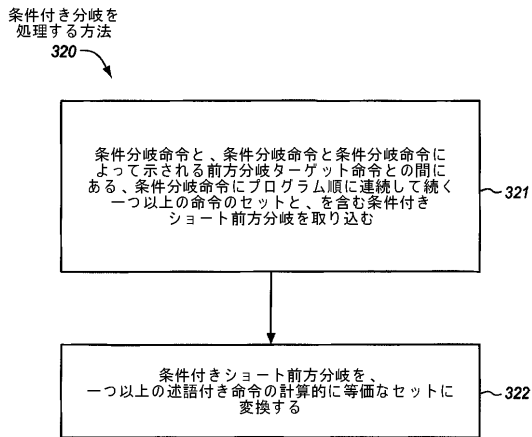 条件付き分岐を
処理する方法
320
条件分岐命令と、条件分岐命令と条件分岐命令に
よって示される前方分岐ターゲット命令との間に
ある、条件分岐命令にプログラム順に連続して続く
一つ以上の命令のセットと、を含む条件付き
ショート前方分岐を取り込む
321
条件付きショート前方分岐を、
一つ以上の述語付き命令の計算的に等価なセットに
変換する
322